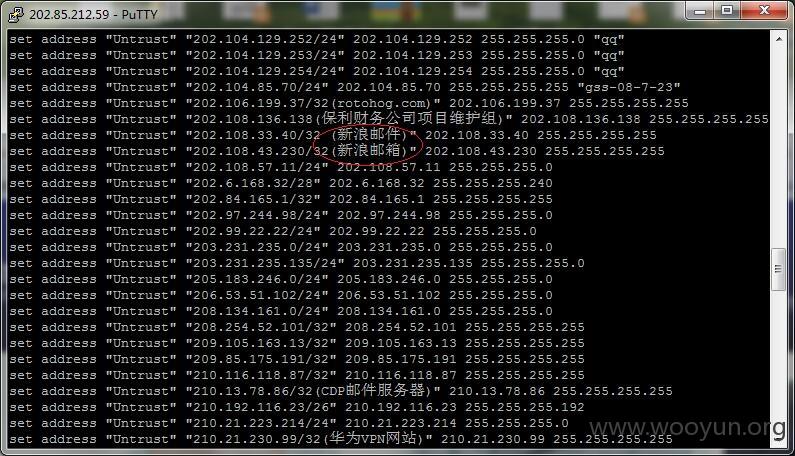 202.85.212.59 - PuTTY
set address "Untrust" "202.104.129.252/24" 202.104.129.252 255.255.255.0 "qq"
set address "Untrust" "202.104.129.253/24" 202.104.129.253 255.255.255.0 "qq"
set address "Untrust" "202.104.129.254/24" 202.104.129.254 255.255.255.0 "qq"
set address "Untrust" "202.104.85.70/24" 202.104.85.70 255.255.255.0 "gss-08-7-23"
set address "Untrust" "202.106.199.37/32(rotohog.com)" 202.106.199.37 255.255.255.255
set address "Untrust" "202.108.136.138(保利财务公司项目维护组)" 202.108.136.138 255.255.255.255
set address "Untrust" "202.108.33.40/32 (新浪邮件)" 202.108.33.40 255.255.255.255
set address "Untrust" "202.108.43.230/32(新浪邮箱)" 202.108.43.230 255.255.255.255
set address "Untrust" "202.108.57.11/24" 202.108.57.11 255.255.255.0
set address "Untrust" "202.6.168.32/28" 202.6.168.32 255.255.255.240
set address "Untrust" "202.84.165.1/32" 202.84.165.1 255.255.255.255
set address "Untrust" "202.97.244.98/24" 202.97.244.98 255.255.255.0
set address "Untrust" "202.99.22.22/24" 202.99.22.22 255.255.255.0
set address "Untrust" "203.231.235.0/24" 203.231.235.0 255.255.255.0
set address "Untrust" "203.231.235.135/24" 203.231.235.135 255.255.255.0
set address "Untrust" "205.183.246.0/24" 205.183.246.0 255.255.255.0
set address "Untrust" "206.53.51.102/24" 206.53.51.102 255.255.255.0
set address "Untrust" "208.134.161.0/24" 208.134.161.0 255.255.255.0
set address "Untrust" "208.254.52.101/32" 208.254.52.101 255.255.255.255
set address "Untrust" "209.105.163.13/32" 209.105.163.13 255.255.255.255
set address "Untrust" "209.85.175.191/32" 209.85.175.191 255.255.255.255
set address "Untrust" "210.116.118.87/32" 210.116.118.87 255.255.255.255
set address "Untrust" "210.13.78.86/32(CDP邮件服务器)" 210.13.78.86 255.255.255.255
set address "Untrust" "210.192.116.23/26" 210.192.116.23 255.255.255.192
set address "Untrust" "210.21.223.214/24" 210.21.223.214 255.255.255.0
set address "Untrust" "210.21.230.99/32(华为VPN网站)" 210.21.230.99 255.255.255.255
www.wooyun.org